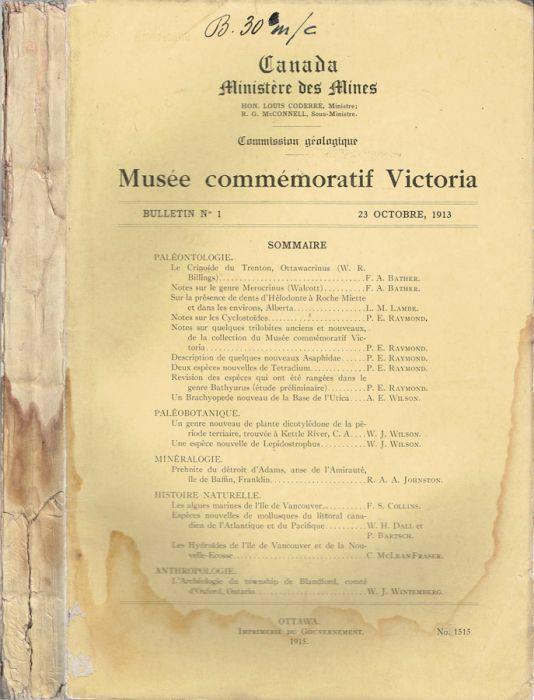 B. 30 m/c
Canada
Ministère des Mines
HON. LOUIS CODERRE, Ministre;
R. G. McCONNELL, Sous-Ministre.
Commission géologique
Musée commémoratif Victoria
BULLETIN No 1 23 OCTOBRE, 1913
SOMMAIRE
PALÉONTOLOGIE.
Le Crinoïde du Trenton, Ottawacrinus (W. R.
Billings)........................................F. A. BATHER.
Notes sur le genre Merocrinus (Walcott)..........F. A. BATHER.
Sur la présence de dents d'Hélodonte à Roche Miette
et dans les environs, Alberta....................L. M. LAMBE.
Notes sur les Cyclostoïdes.......................P. E. RAYMOND.
Notes sur quelques trilobites anciens et nouveaux,
de la collection du Musée commémoratif Vic-
toria............................................P. E. RAYMOND.
Description de quelques nouveaux Asaphidae.....P. E. RAYMOND.
Deux espèces nouvelles de Tetradium..............P. E. RAYMOND.
Revision des espèces qui ont été rangées dans le
genre Bathyurus (étude préliminaire)..........P. E. RAYMOND.
Un Brachyopede nouveau de la Base de l'Utica....A. E. WILSON.
PALÉOBOTANIQUE.
Un genre nouveau de plante dicotylédone de la pé-
riode tertiaire, trouvée à Kettle River, C. A....W. J. WILSON.
Une espèce nouvelle de Lepidostrophus..........W. J. WILSON.
MINÉRALOGIE.
Prehnite du détroit d'Adams, anse de l'Amirauté,
île de Baffin, Franklin..........................R. A. A. JOHNSTON.
HISTOIRE NATURELLE.
Les algues marines de l'île de Vancouver.........F. S. COLLINS.
Espèces nouvelles de mollusques du littoral cana-
dien de l'Atlantique et du Pacifique..........W. H. DALL et
P. BARTSCH.
Les Hydroïdes de l'île de Vancouver et de la Nou-
velle-Ecosse.....................................C. McLEAN FRASER.
ANTHROPOLOGIE.
L'Archéologie du township de Blandford, comté
d'Oxford, Ontario................................W. J. WINTEMBERG.
OTTAWA.
IMPRIMERIE DU GOUVERNEMENT.
1915.
No. 1515